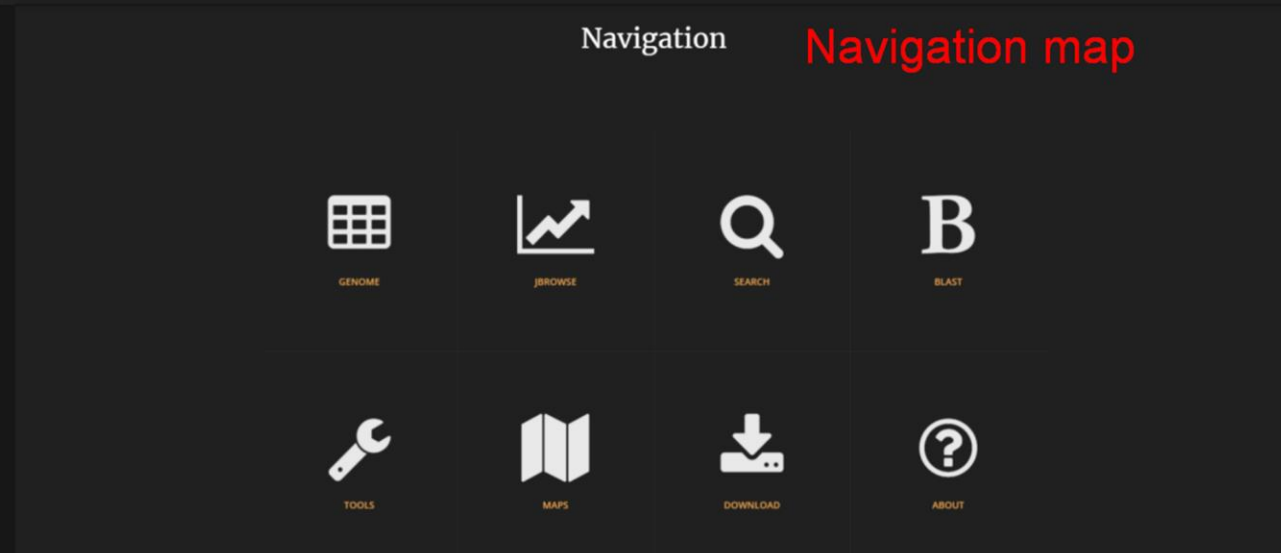 Navigation
Navigation map
GENOME
JBROWSE
SEARCH
B
BLAST
TOOLS
MAPS
DOWNLOAD
ABOUT